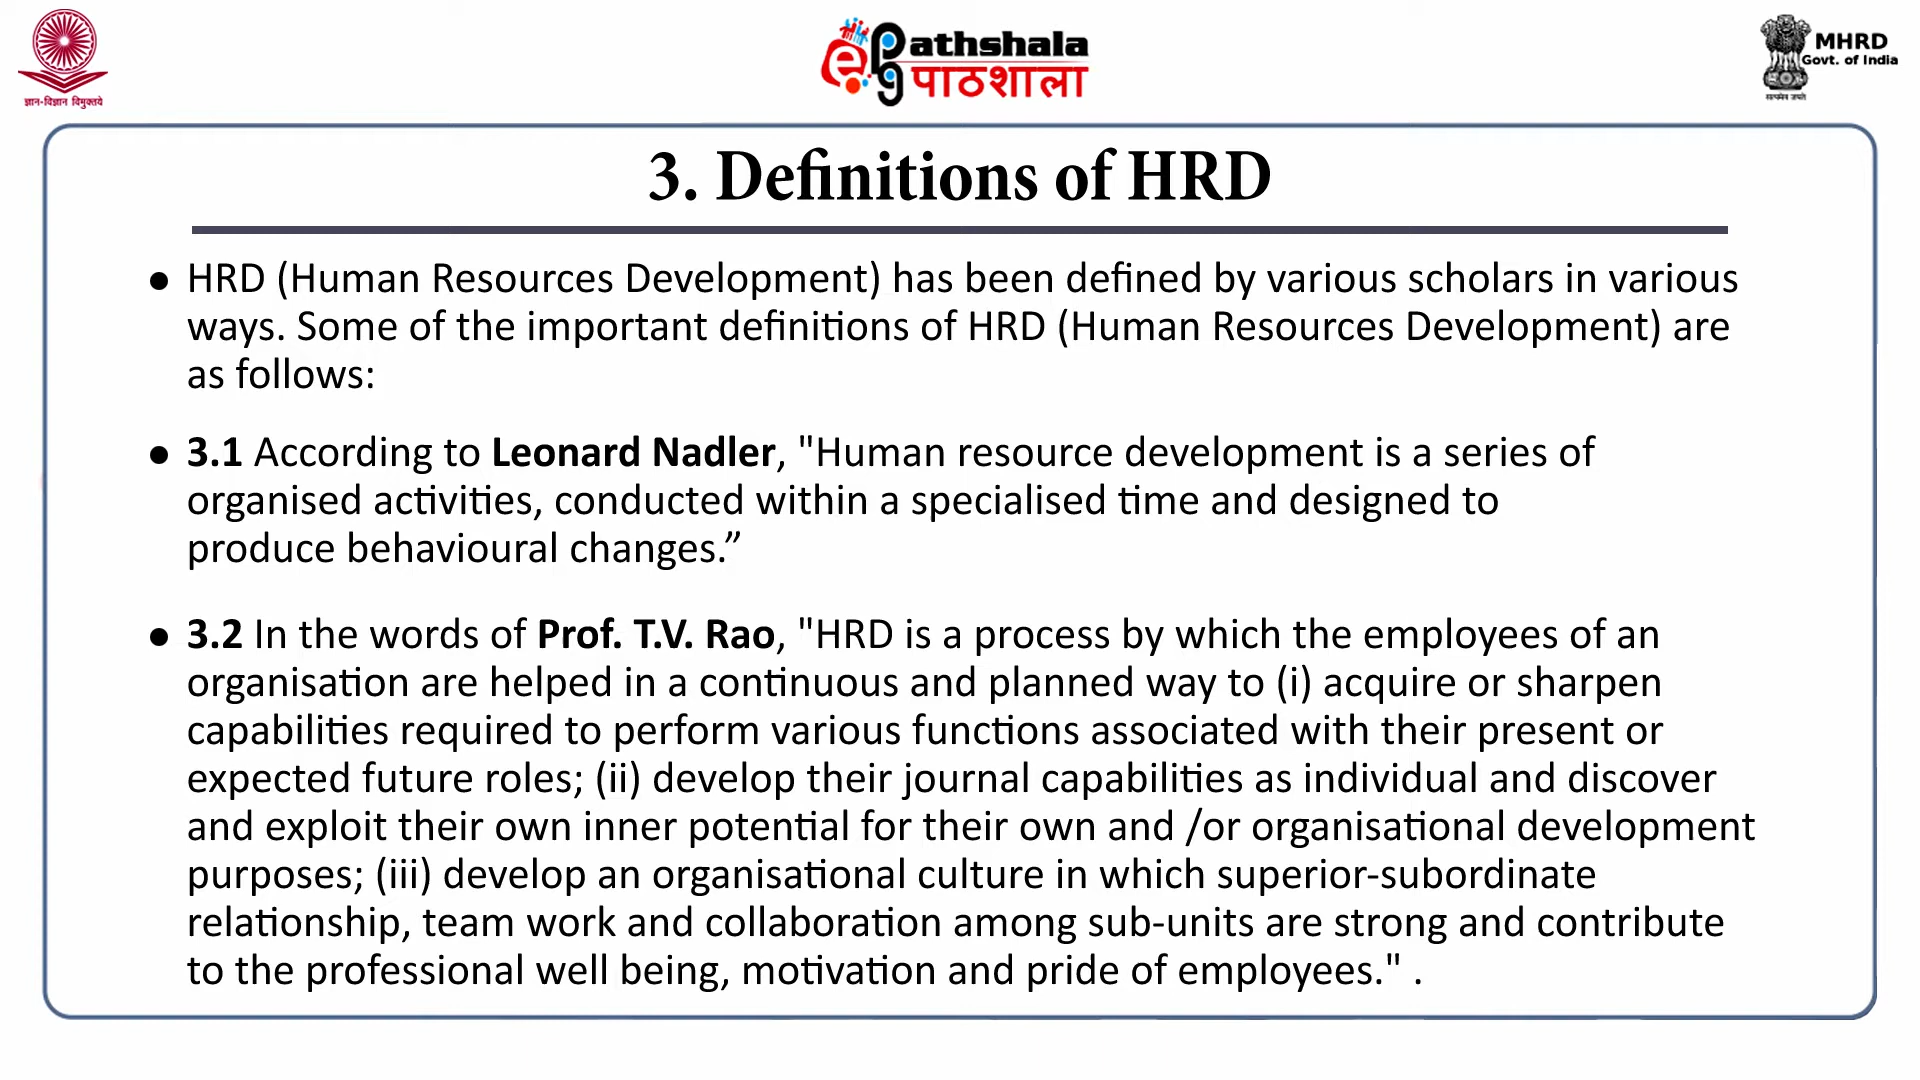 ज्ञान-विज्ञान विमुक्तये
e pg Pathshala
पाठशाला
MHRD
Govt. of India
सत्यमेव जयते
3. Definitions of HRD
● HRD (Human Resources Development) has been defined by various scholars in various
ways. Some of the important definitions of HRD (Human Resources Development) are
as follows:
● 3.1 According to Leonard Nadler, "Human resource development is a series of
organised activities, conducted within a specialised time and designed to
produce behavioural changes.”
● 3.2 In the words of Prof. T.V. Rao, "HRD is a process by which the employees of an
organisation are helped in a continuous and planned way to (i) acquire or sharpen
capabilities required to perform various functions associated with their present or
expected future roles; (ii) develop their journal capabilities as individual and discover
and exploit their own inner potential for their own and /or organisational development
purposes; (iii) develop an organisational culture in which superior-subordinate
relationship, team work and collaboration among sub-units are strong and contribute
to the professional well being, motivation and pride of employees." .